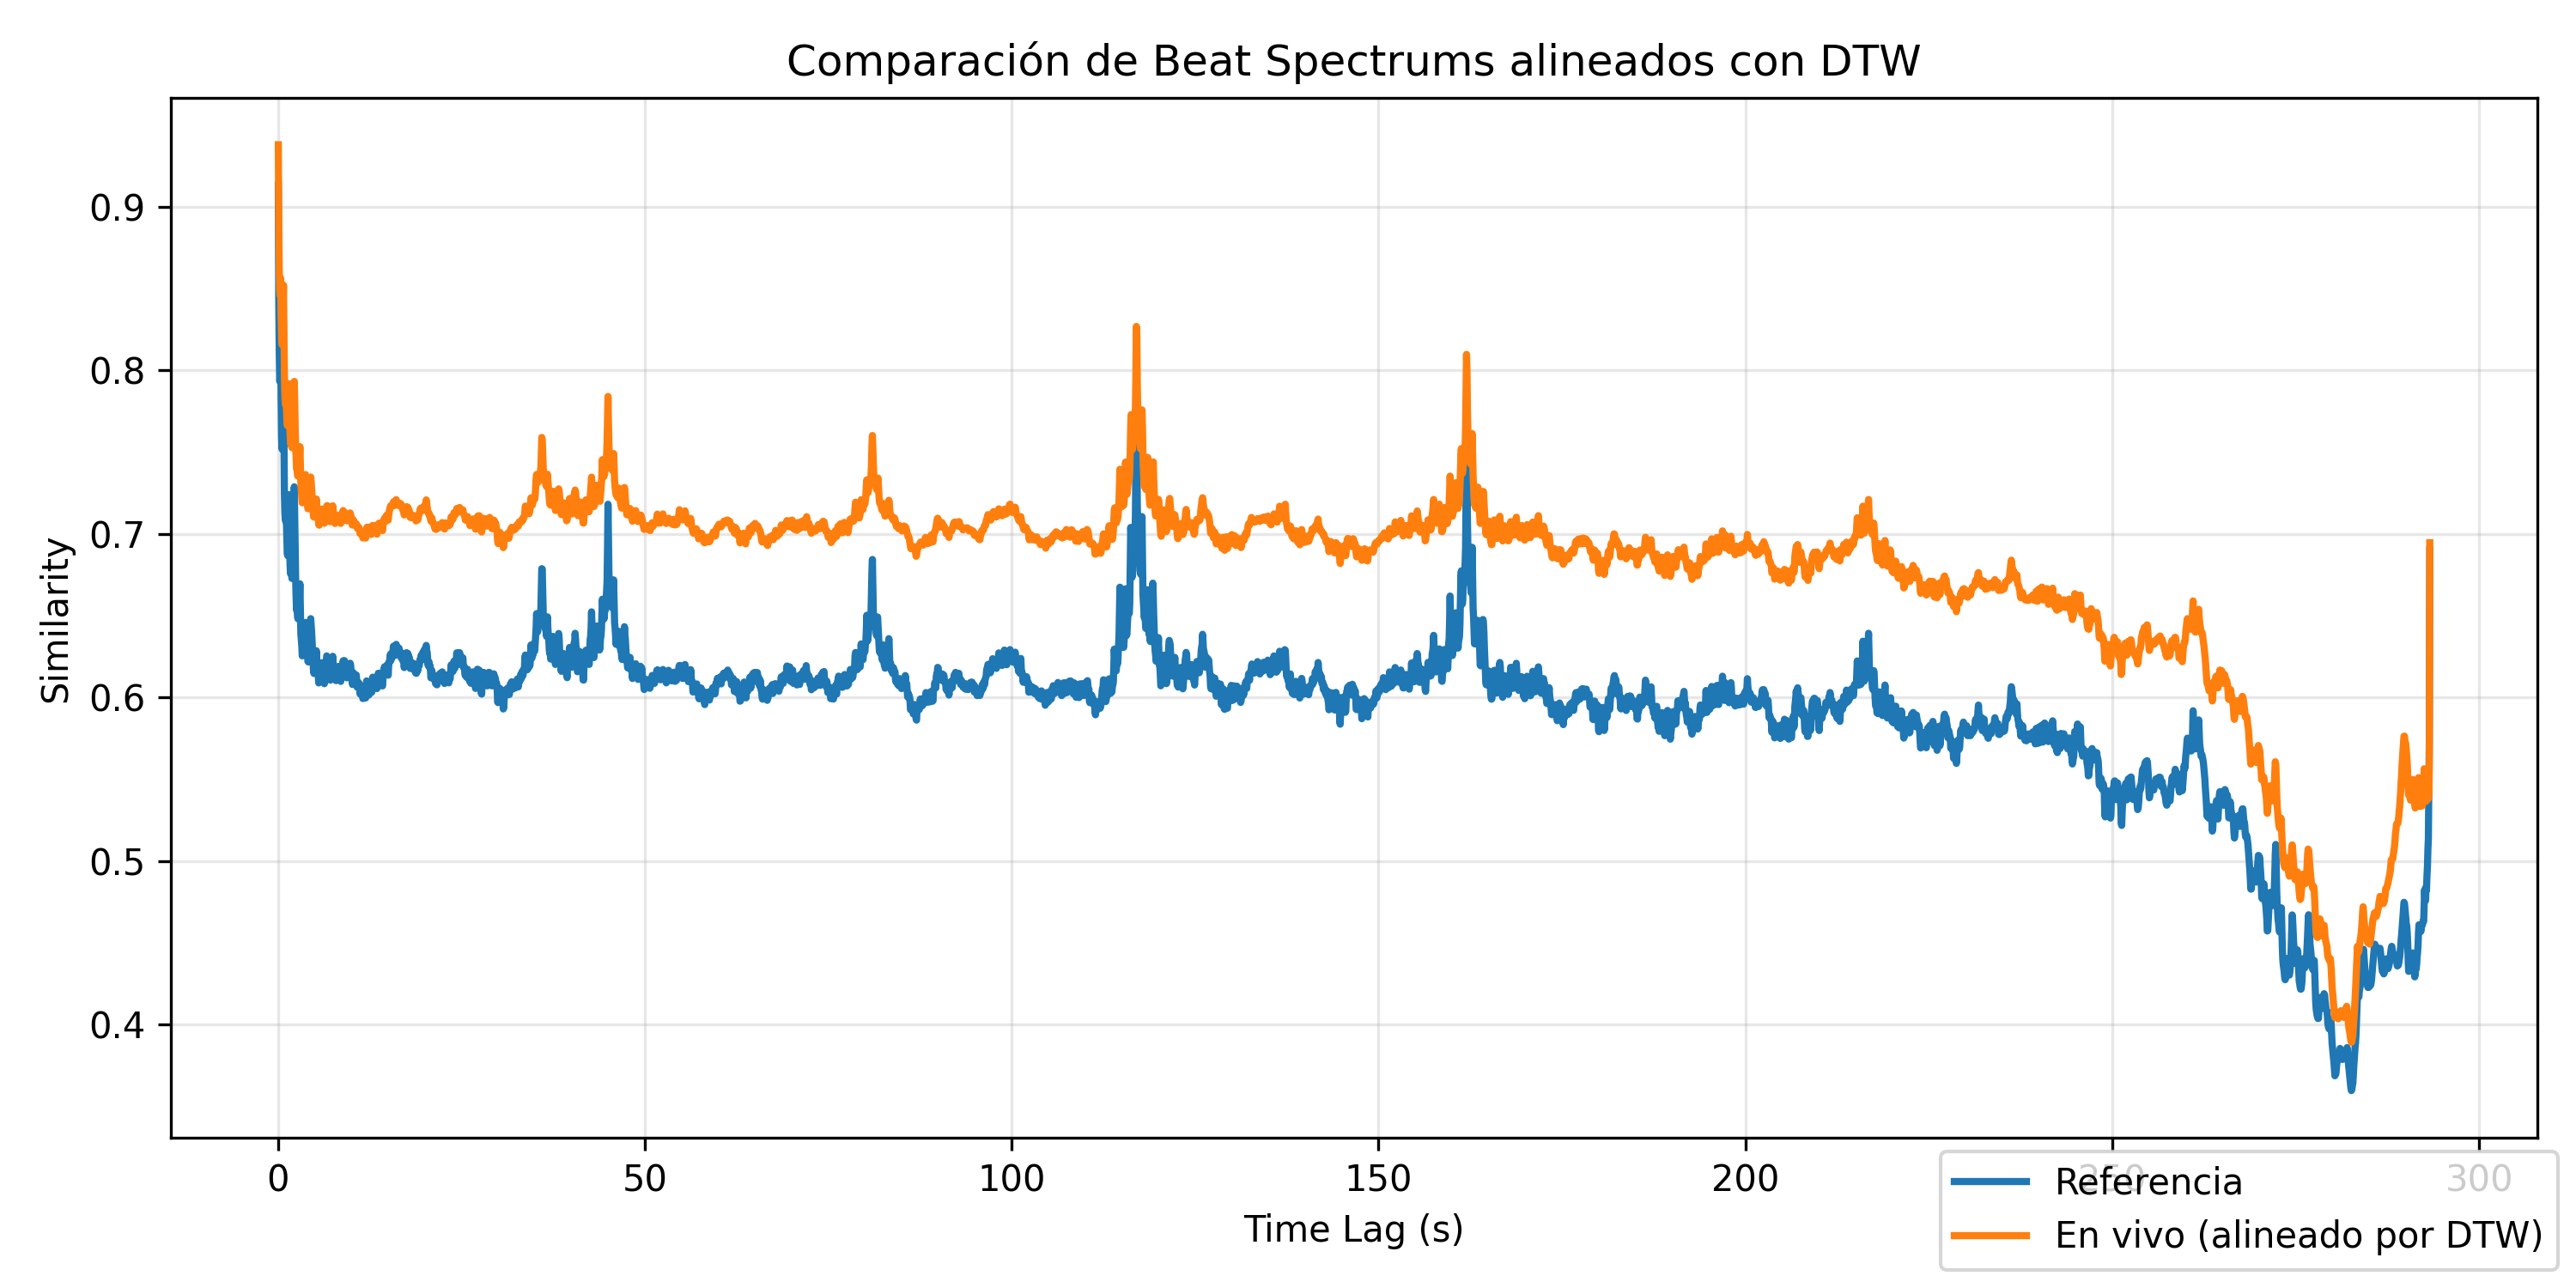 Comparación de Beat Spectrums alineados con DTW
Similarity
0.9
0.8
0.7
0.6
0.5
0.4
0
50
100
150
200
250
300
Time Lag (s)
Referencia
En vivo (alineado por DTW)